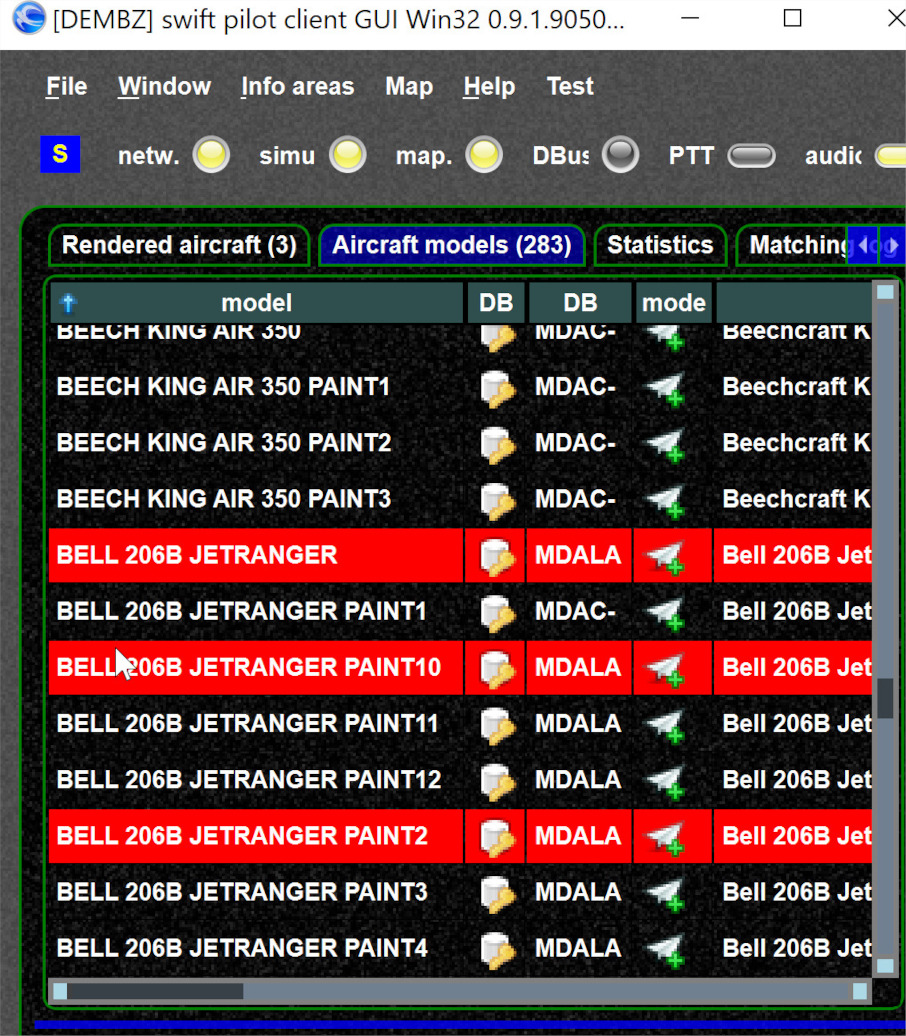 [DEMBZ] swift pilot client GUI Win32 0.9.1.9050...
File Window Info areas Map Help Test
S netw. simu map. DBus PTT audio
Rendered aircraft (3) Aircraft models (283) Statistics Matching log
model DB DB mode
BEECH KING AIR 350 MDAC- Beechcraft K
BEECH KING AIR 350 PAINT1 MDAC- Beechcraft K
BEECH KING AIR 350 PAINT2 MDAC- Beechcraft K
BEECH KING AIR 350 PAINT3 MDAC- Beechcraft K
BELL 206B JETRANGER MDALA Bell 206B Jet
BELL 206B JETRANGER PAINT1 MDAC- Bell 206B Jet
BELL 206B JETRANGER PAINT10 MDALA Bell 206B Jet
BELL 206B JETRANGER PAINT11 MDALA Bell 206B Jet
BELL 206B JETRANGER PAINT12 MDALA Bell 206B Jet
BELL 206B JETRANGER PAINT2 MDALA Bell 206B Jet
BELL 206B JETRANGER PAINT3 MDALA Bell 206B Jet
BELL 206B JETRANGER PAINT4 MDALA Bell 206B Jet